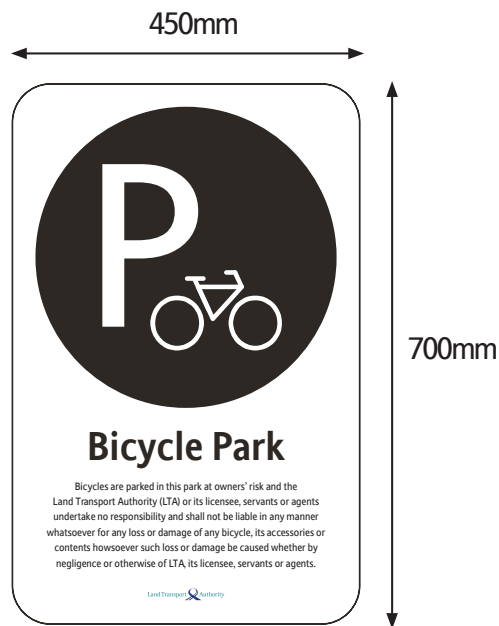 450mm
P
700mm
Bicycle Park
Bicycles are parked in this park at owners' risk and the
Land Transport Authority (LTA) or its licensee, servants or agents
undertake no responsibility and shall not be liable in any manner
whatsoever for any loss or damage of any bicycle, its accessories or
contents howsoever such loss or damage be caused whether by
negligence or otherwise of LTA, its licensee, servants or agents.
Land Transport Authority